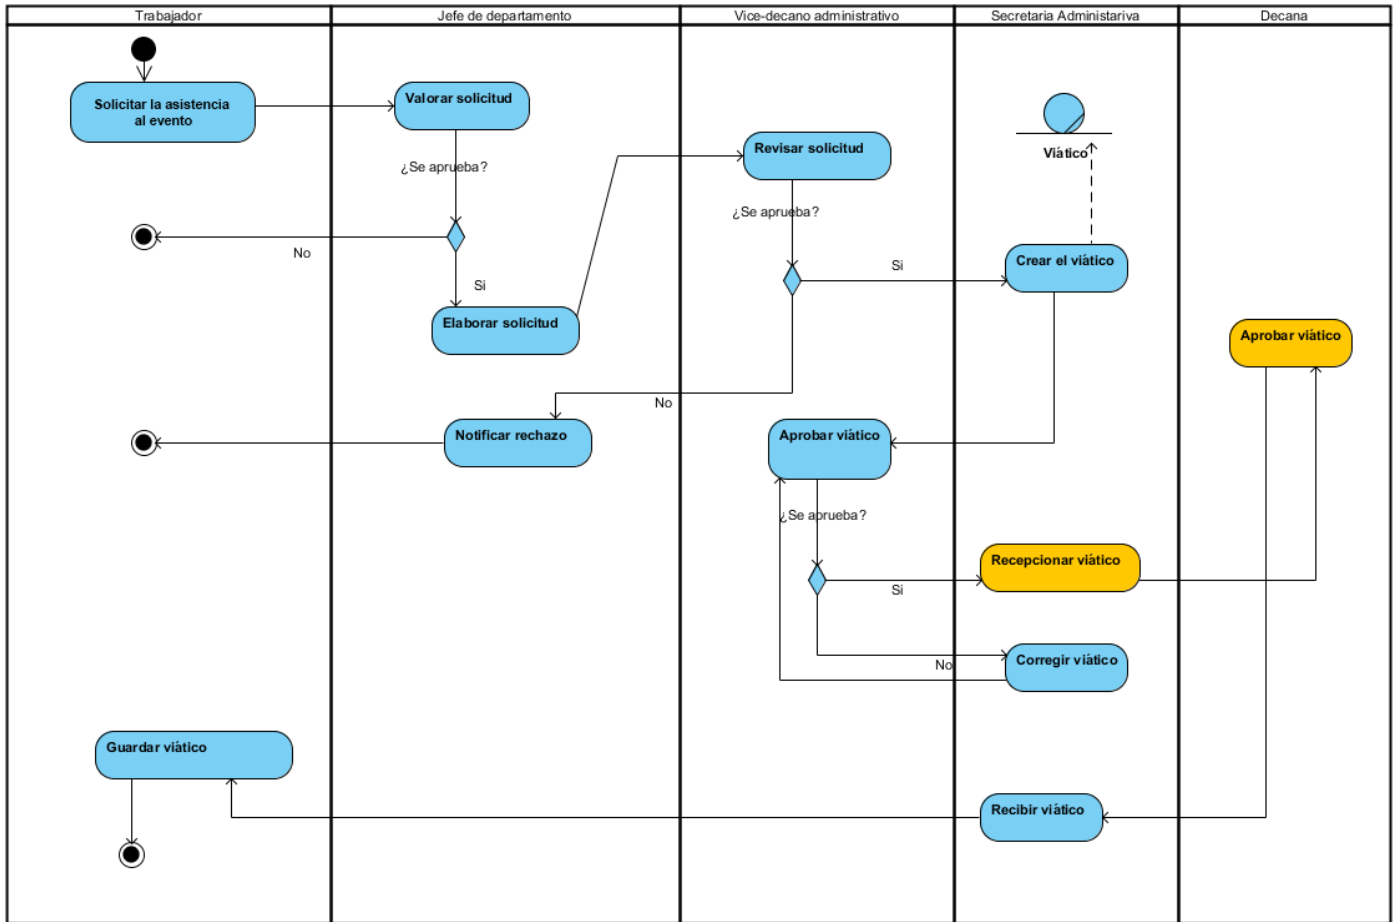 Trabajador
Jefe de departamento
Vice-decano administrativo
Secretaria Administariva
Decana
Solicitar la asistencia
al evento
Valorar solicitud
¿Se aprueba?
No
Si
Elaborar solicitud
Revisar solicitud
¿Se aprueba?
Si
No
Viático
Crear el viático
Aprobar viático
Notificar rechazo
Aprobar viático
¿Se aprueba?
Si
Recepcionar viático
No
Corregir viático
Guardar viático
Recibir viático